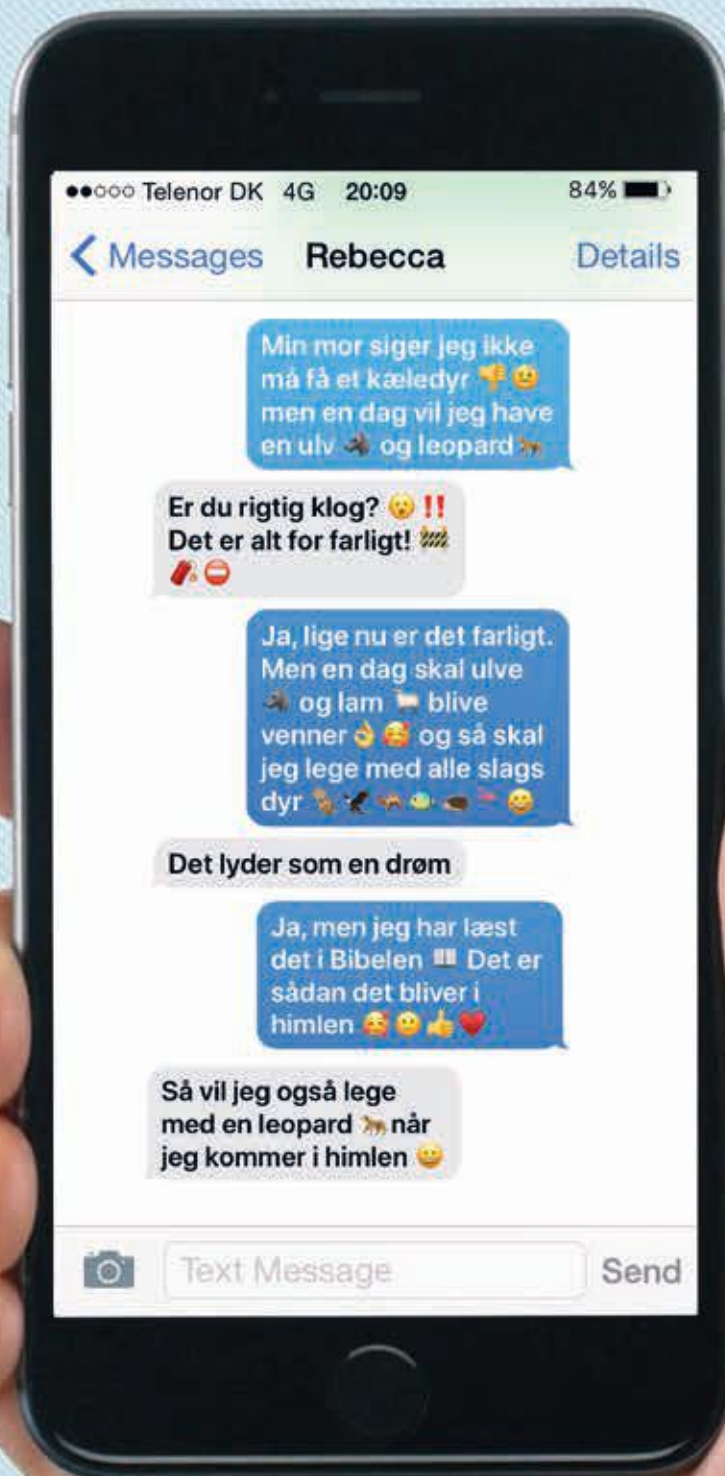 Telenor DK 4G 20:09 84%
Messages Rebecca Details
Min mor siger jeg ikke
må få et kæledyr 👎🤕
men en dag vil jeg have
en ulv 🐺 og leopard 🐆
Er du rigtig klog? 😮‼️
Det er alt for farligt! 🚧
🧨⛔
Ja, lige nu er det farligt.
Men en dag skal ulve
🐺 og lam 🐑 blive
venner 👌🥰 og så skal
jeg lege med alle slags
dyr 🐿🦅🐪🐠🦔🦐😄
Det lyder som en drøm
Ja, men jeg har læst
det i Bibelen 📖 Det er
sådan det bliver i
himlen 🥰🙂👍❤️
Så vil jeg også lege
med en leopard 🐆 når
jeg kommer i himlen 😀
Text Message Send